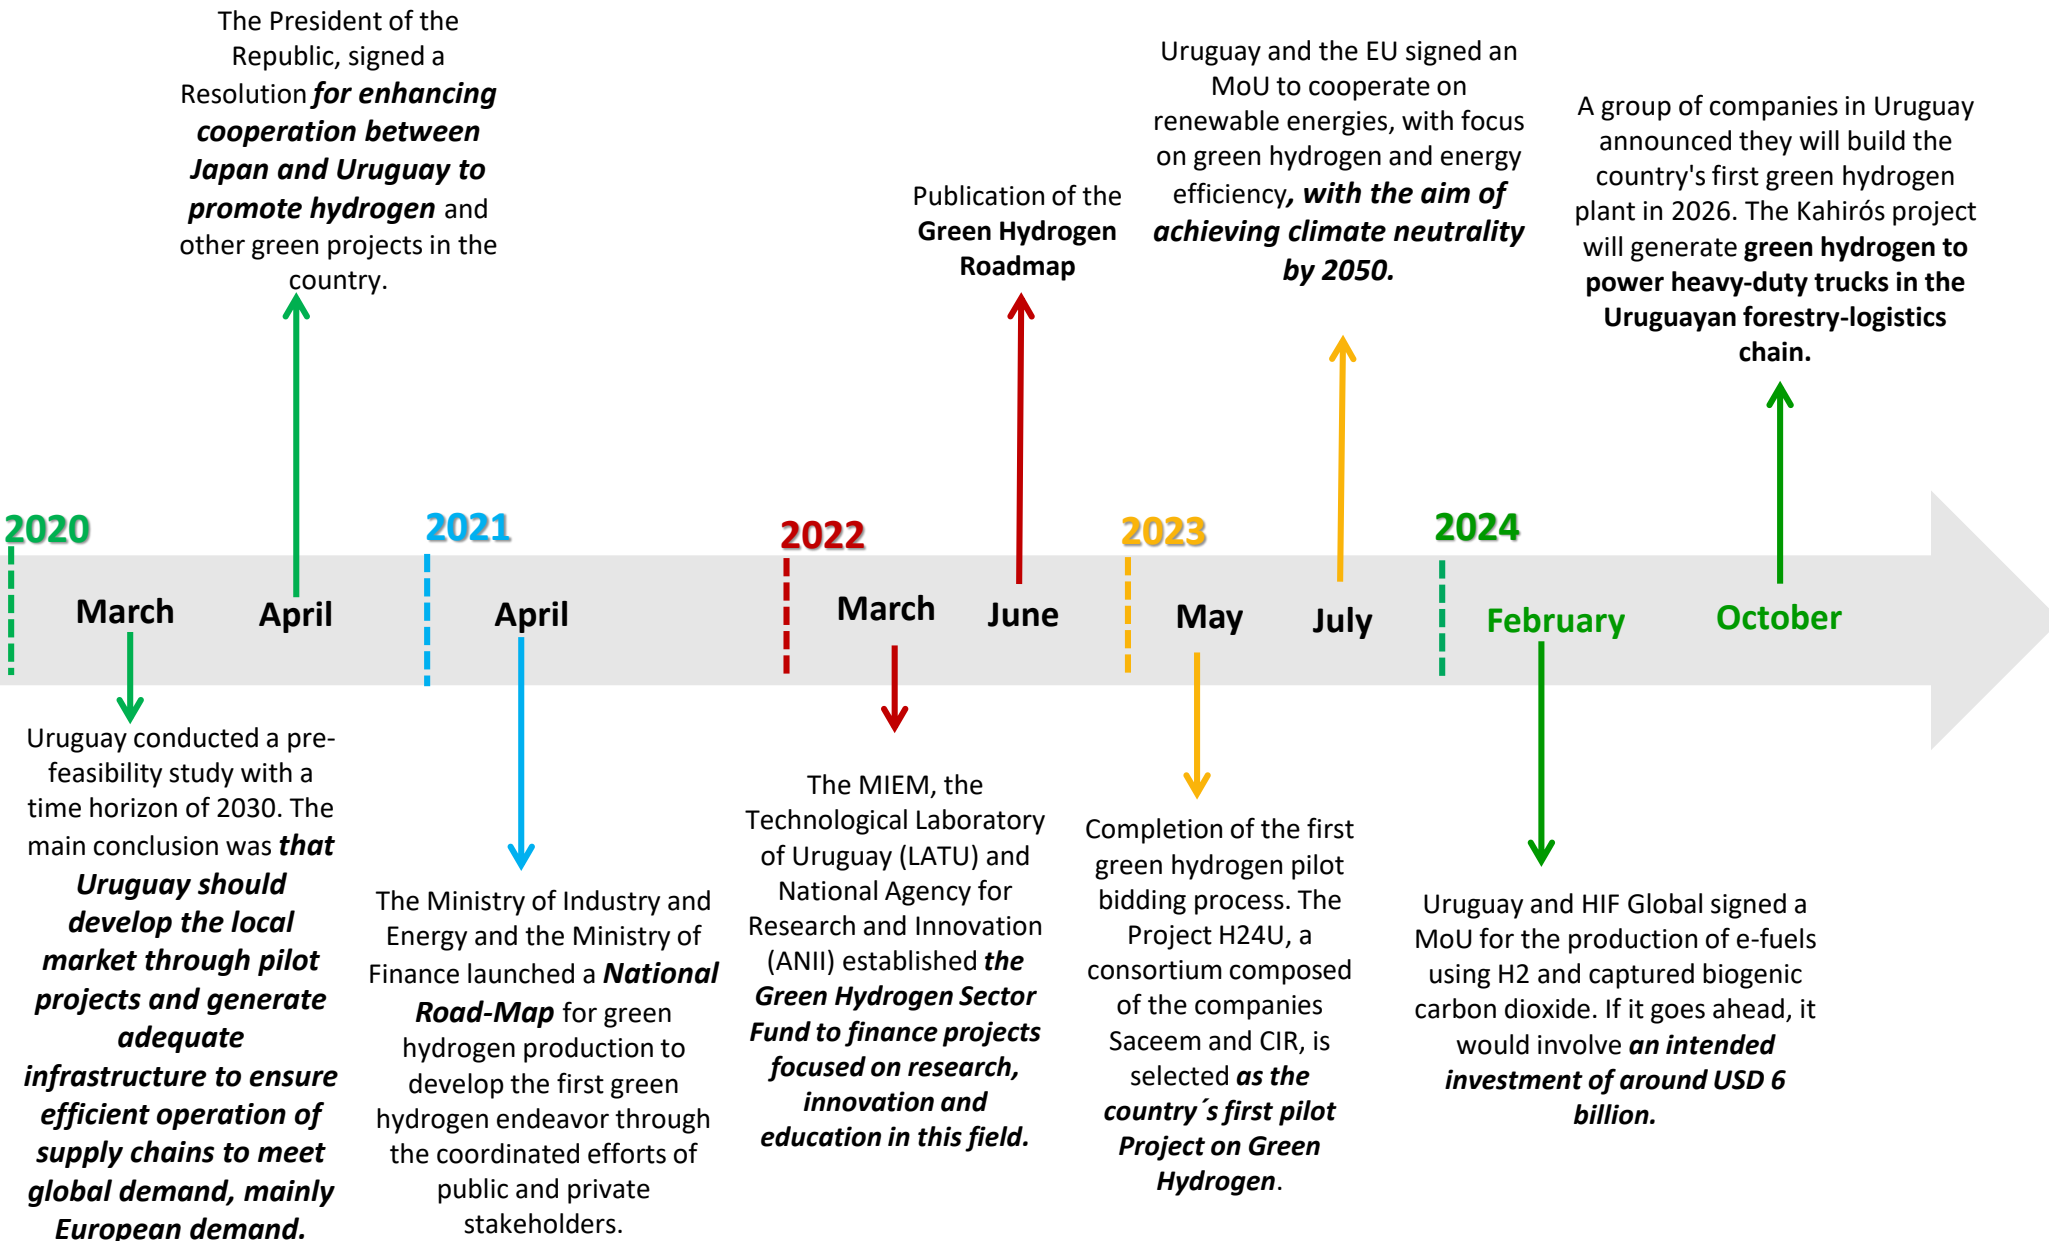 The President of the
Republic, signed a
Resolution for enhancing
cooperation between
Japan and Uruguay to
promote hydrogen and
other green projects in the
country.
Publication of the
Green Hydrogen
Roadmap
Uruguay and the EU signed an
MoU to cooperate on
renewable energies, with focus
on green hydrogen and energy
efficiency, with the aim of
achieving climate neutrality
by 2050.
A group of companies in Uruguay
announced they will build the
country's first green hydrogen
plant in 2026. The Kahirós project
will generate green hydrogen to
power heavy-duty trucks in the
Uruguayan forestry-logistics
chain.
2020
2021
2022
2023
2024
March
April
April
March
June
May
July
February
October
Uruguay conducted a pre-
feasibility study with a
time horizon of 2030. The
main conclusion was that
Uruguay should
develop the local
market through pilot
projects and generate
adequate
infrastructure to ensure
efficient operation of
supply chains to meet
global demand, mainly
European demand.
The Ministry of Industry and
Energy and the Ministry of
Finance launched a National
Road-Map for green
hydrogen production to
develop the first green
hydrogen endeavor through
the coordinated efforts of
public and private
stakeholders.
The MIEM, the
Technological Laboratory
of Uruguay (LATU) and
National Agency for
Research and Innovation
(ANII) established the
Green Hydrogen Sector
Fund to finance projects
focused on research,
innovation and
education in this field.
Completion of the first
green hydrogen pilot
bidding process. The
Project H24U, a
consortium composed
of the companies
Saceem and CIR, is
selected as the
country´s first pilot
Project on Green
Hydrogen.
Uruguay and HIF Global signed a
MoU for the production of e-fuels
using H2 and captured biogenic
carbon dioxide. If it goes ahead, it
would involve an intended
investment of around USD 6
billion.